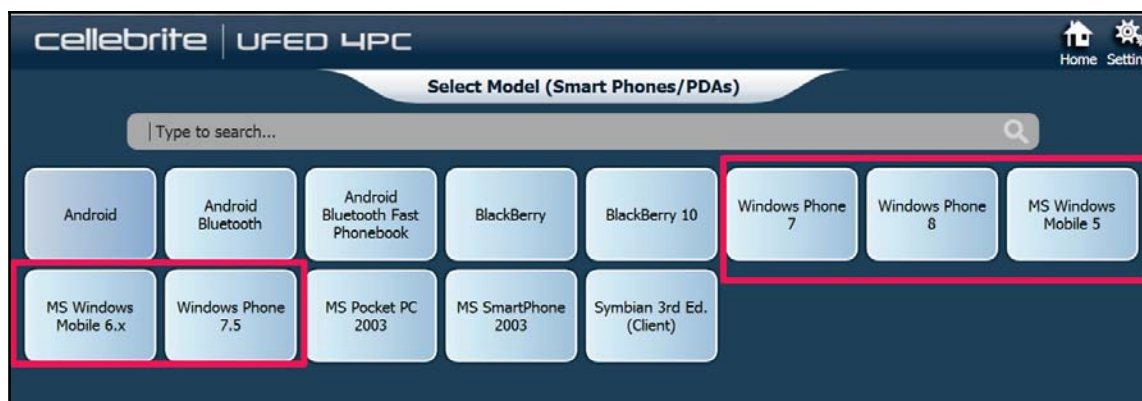 cellebrite | UFED 4PC
Home Settin
Select Model (Smart Phones/PDAs)
Type to search...
Android
Android
Bluetooth
Android
Bluetooth Fast
Phonebook
BlackBerry
BlackBerry 10
Windows Phone
7
Windows Phone
8
MS Windows
Mobile 5
MS Windows
Mobile 6.x
Windows Phone
7.5
MS Pocket PC
2003
MS SmartPhone
2003
Symbian 3rd Ed.
(Client)